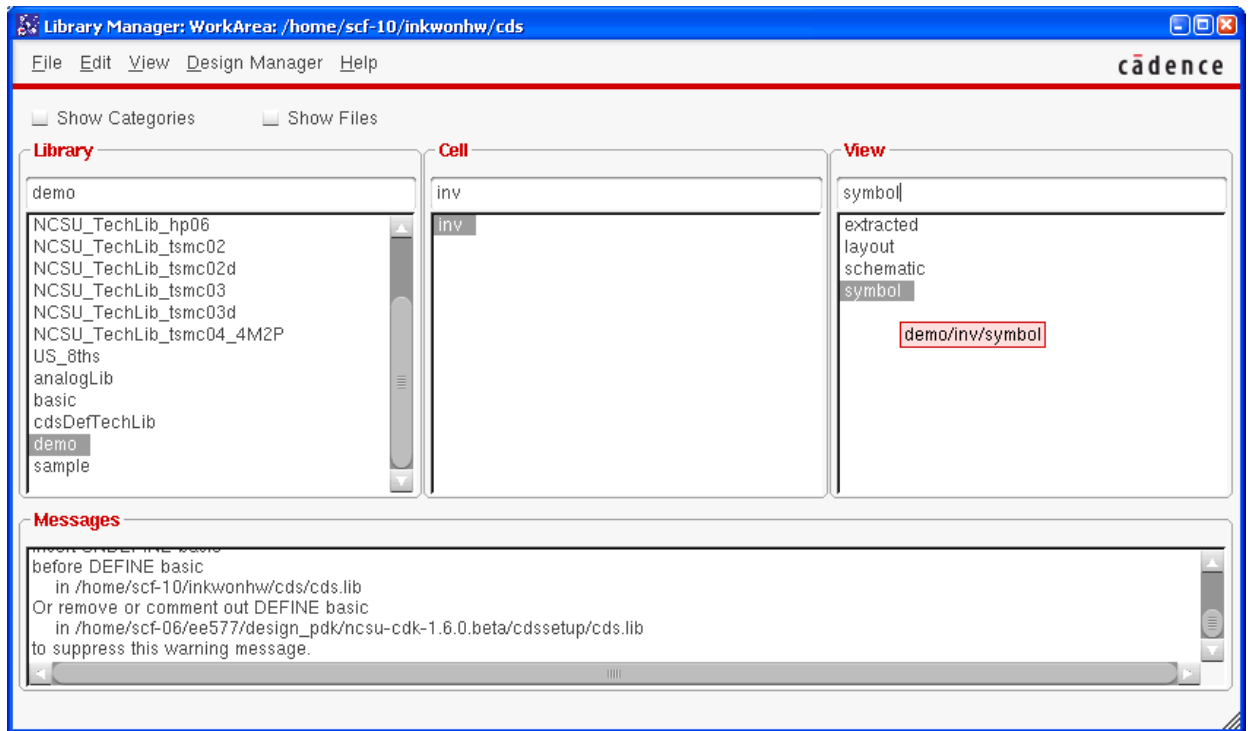 Library Manager: WorkArea: /home/scf-10/inkwonhw/cds
File Edit View Design Manager Help
cādence
Show Categories Show Files
Library
demo
NCSU_TechLib_hp06
NCSU_TechLib_tsmc02
NCSU_TechLib_tsmc02d
NCSU_TechLib_tsmc03
NCSU_TechLib_tsmc03d
NCSU_TechLib_tsmc04_4M2P
US_8ths
analogLib
basic
cdsDefTechLib
demo
sample
Cell
inv
inv
View
symbol
extracted
layout
schematic
symbol
demo/inv/symbol
Messages
insert UNDEFINE basic
before DEFINE basic
in /home/scf-10/inkwonhw/cds/cds.lib
Or remove or comment out DEFINE basic
in /home/scf-06/ee577/design_pdk/ncsu-cdk-1.6.0.beta/cdssetup/cds.lib
to suppress this warning message.